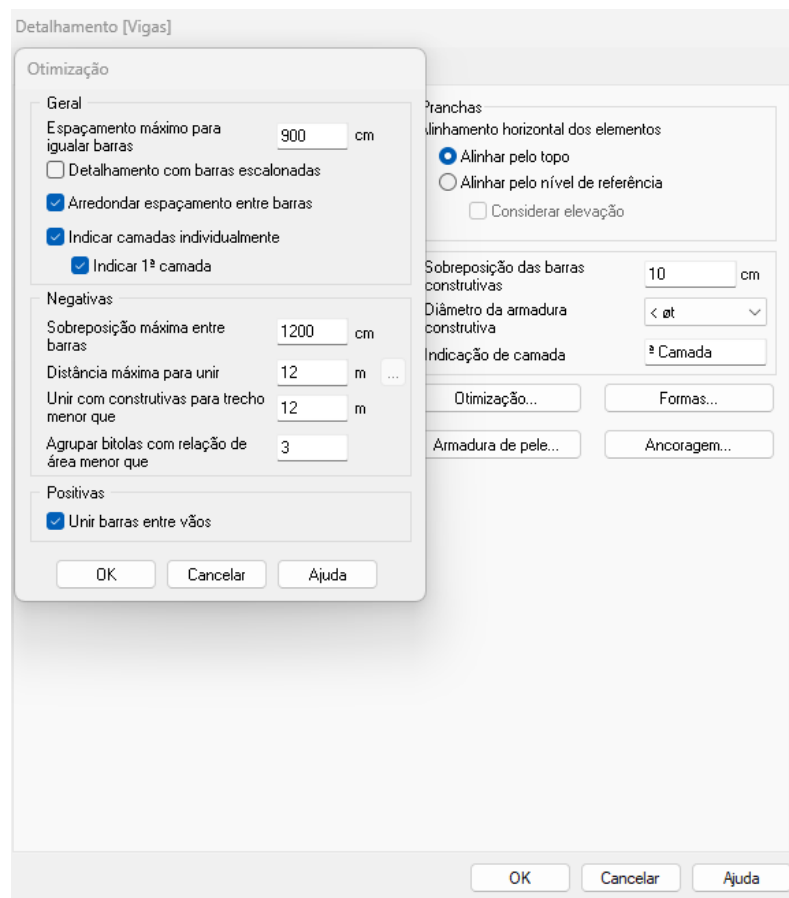 Detalhamento [Vigas]
Otimização
Geral
Espaçamento máximo para
igualar barras
900 cm
Detalhamento com barras escalonadas
Arredondar espaçamento entre barras
Indicar camadas individualmente
Indicar 1ª camada
Negativas
Sobreposição máxima entre
barras
1200 cm
Distância máxima para unir 12 m ...
Unir com construtivas para trecho
menor que
12 m
Agrupar bitolas com relação de
área menor que
3
Positivas
Unir barras entre vãos
OK Cancelar Ajuda
Pranchas
Alinhamento horizontal dos elementos
Alinhar pelo topo
Alinhar pelo nível de referência
Considerar elevação
Sobreposição das barras
construtivas
10 cm
Diâmetro da armadura
construtiva
< øt
Indicação de camada ª Camada
Otimização... Formas...
Armadura de pele... Ancoragem...
OK Cancelar Ajuda